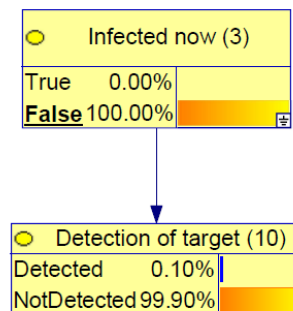 Infected now (3)
True 0.00%
False 100.00%
Detection of target (10)
Detected 0.10%
NotDetected 99.90%